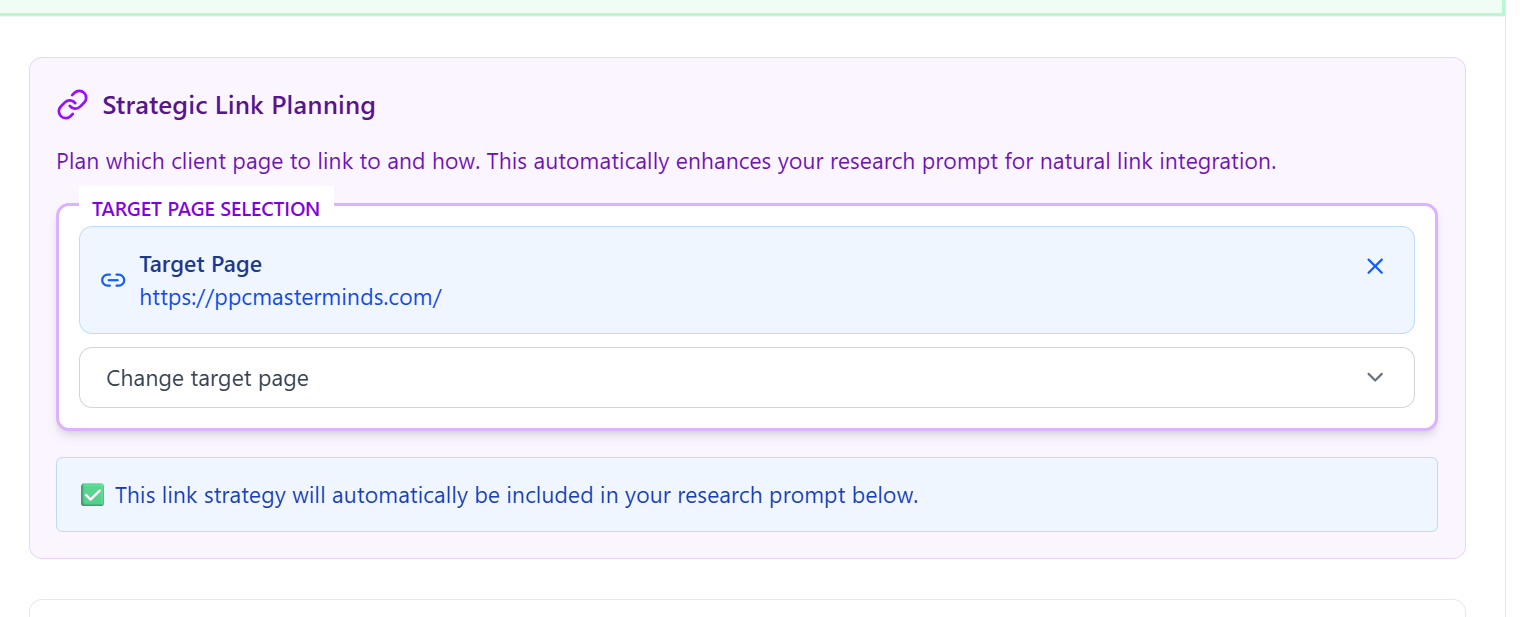 Strategic Link Planning
Plan which client page to link to and how. This automatically enhances your research prompt for natural link integration.
TARGET PAGE SELECTION
Target Page
https://ppcmasterminds.com/
Change target page
This link strategy will automatically be included in your research prompt below.